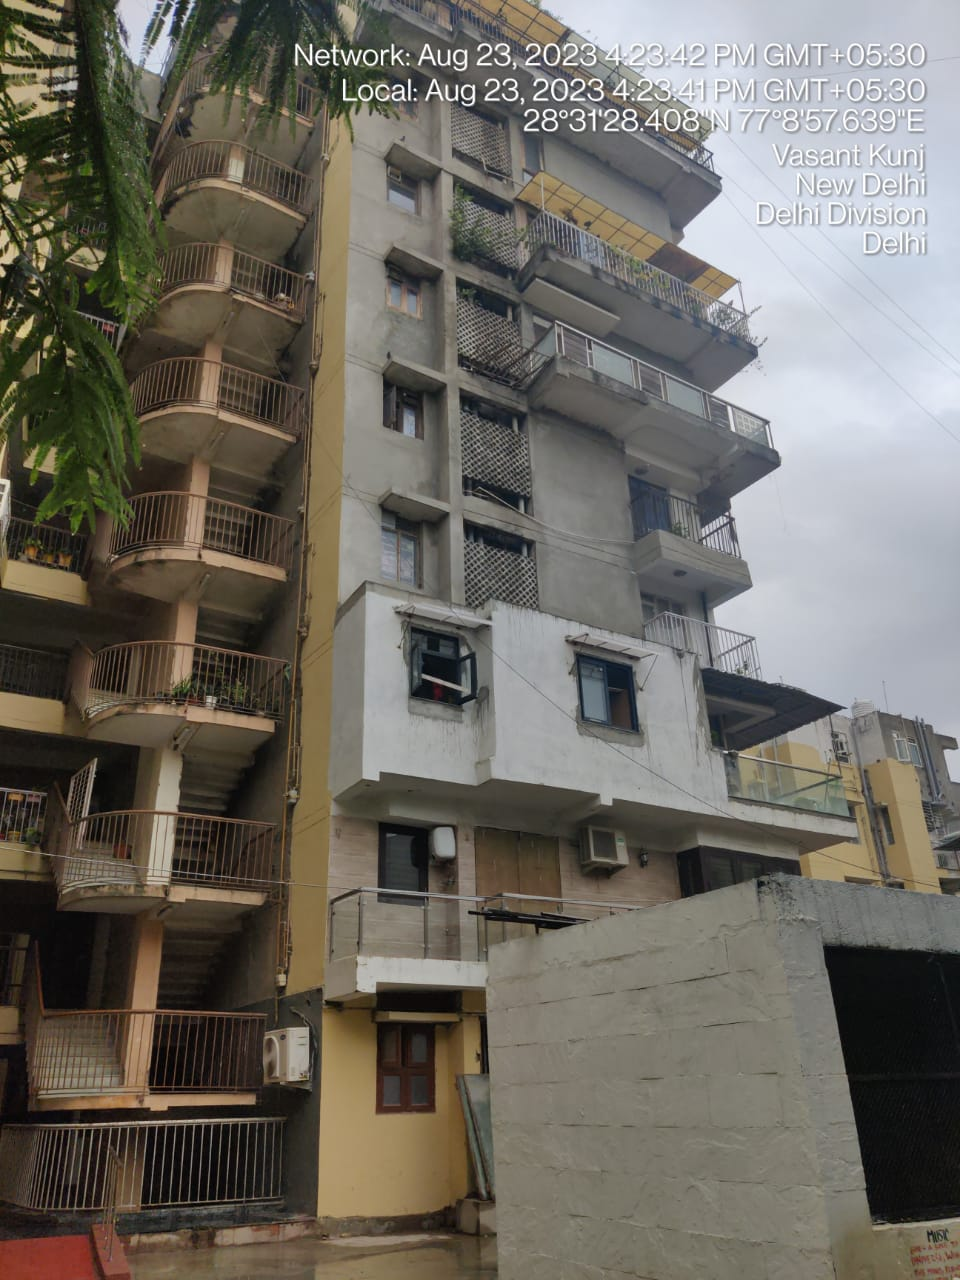 Network: Aug 23, 2023 4:23:42 PM GMT+05:30
Local: Aug 23, 2023 4:23:41 PM GMT+05:30
28°31'28.408"N 77°8'57.639"E
Vasant Kunj
New Delhi
Delhi Division
Delhi
MUSIC